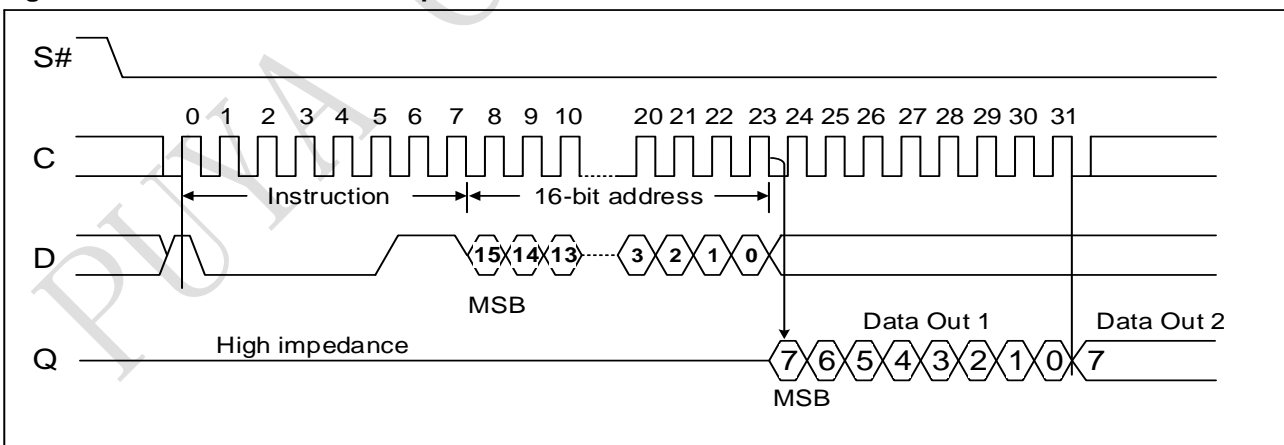 S#
0 1 2 3 4 5 6 7 8 9 10 20 21 22 23 24 25 26 27 28 29 30 31
C
Instruction 16-bit address
D 15 14 13 3 2 1 0
MSB
Data Out 1 Data Out 2
High impedance
Q 7 6 5 4 3 2 1 0 7
MSB
PUYA